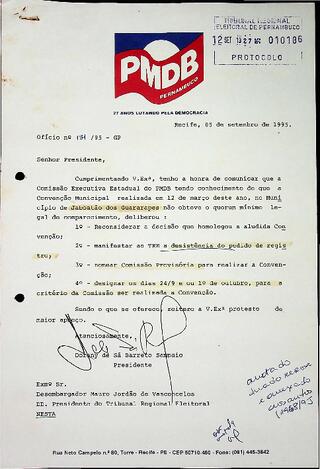 TRIBUNAL REGIONAL
ELEITORAL DE PERNAMBUCO
12 SET 12 27 010106
PROTOCOLO
PMDB
PERNAMBUCO
27 ANOS LUTANDO PELA DEMOCRACIA
Recife, 05 de setembro de 1995.
Ofício nº /95 - GP
Senhor Presidente,
Cumprimentando V.Exª, tenho a honra de comunicar que a
Comissão Executiva Estadual do PMDB tendo conhecimento de que a
Convenção Municipal realizada em 12 de março deste ano, no Muni
cípio de Jaboatão dos Guararapes não obteve o quorum mínimo le-
gal de comparecimento, deliberou :
1º - Reconsiderar a decisão que homologou a aludida Con
venção;
2º - manifestar ao TRE a desistência do pedido de regis
tro;
3º - nomear Comissão Provisória para realizar a Conven-
ção;
4º - designar os dias 24/9 ou 1º de outubro, para a
critério da Comissão ser realizada a Convenção.
Sendo o que se oferece, reitero a V.Exª protesto de
maior apreço.
Atenciosamente,
Dorany de Sá Barreto Sampaio
Presidente
Exmº Sr.
Desembargador Mauro Jordão de Vasconcelos
DD. Presidente do Tribunal Regional Eleitoral
NESTA
anotado
e anexado
Rua Neto Campelo n.º 80, Torre - Recife - PE - CEP 50710-450 - Fone: (081) 445-3842